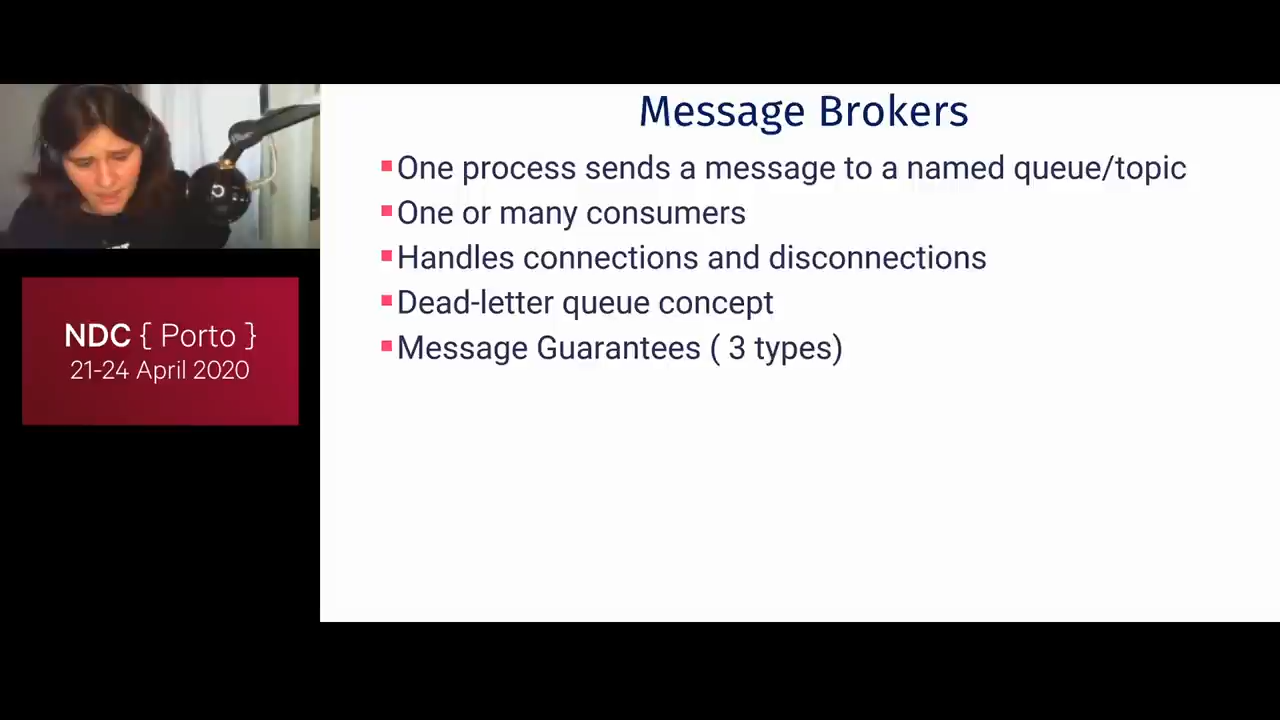 Message Brokers
One process sends a message to a named queue/topic
One or many consumers
Handles connections and disconnections
Dead-letter queue concept
Message Guarantees ( 3 types)
NDC { Porto }
21-24 April 2020